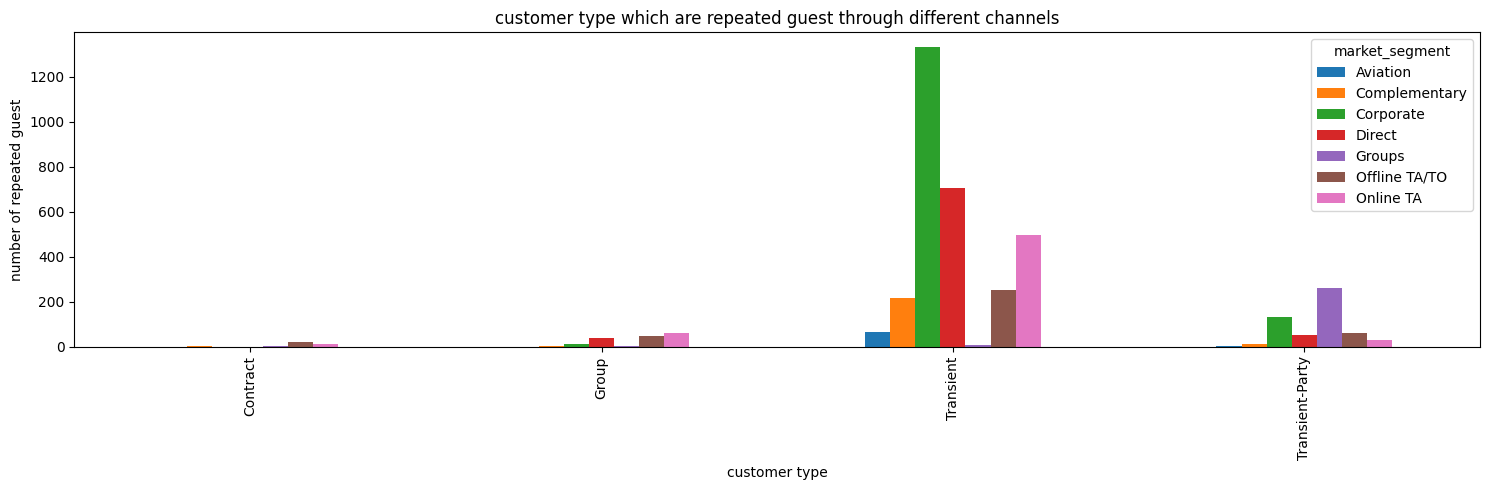 customer type which are repeated guest through different channels
number of repeated guest
1200
1000
800
600
400
200
0
market_segment
Aviation
Complementary
Corporate
Direct
Groups
Offline TA/TO
Online TA
Contract
Group
Transient
Transient-Party
customer type